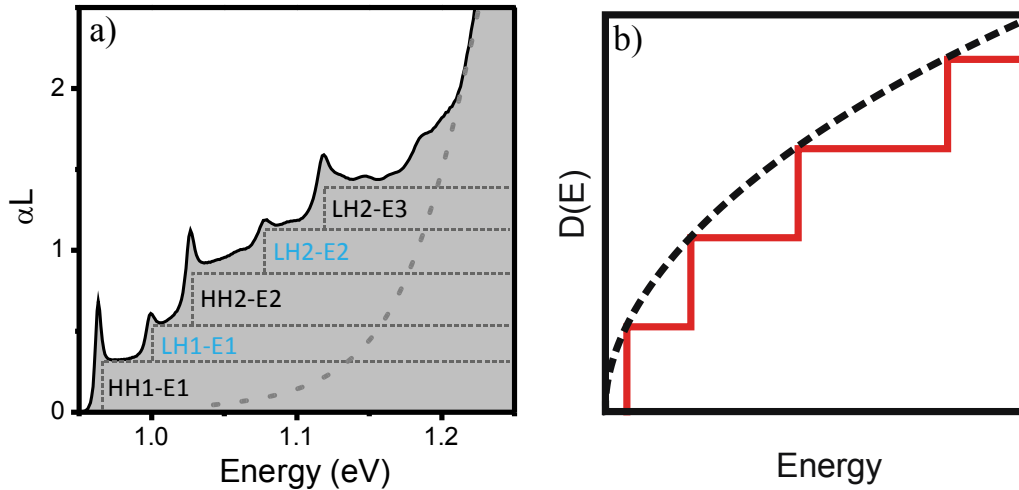 a)
2
1
0
αL
LH2-E3
LH2-E2
HH2-E2
LH1-E1
HH1-E1
1.0
1.1
1.2
Energy (eV)
b)
D(E)
Energy